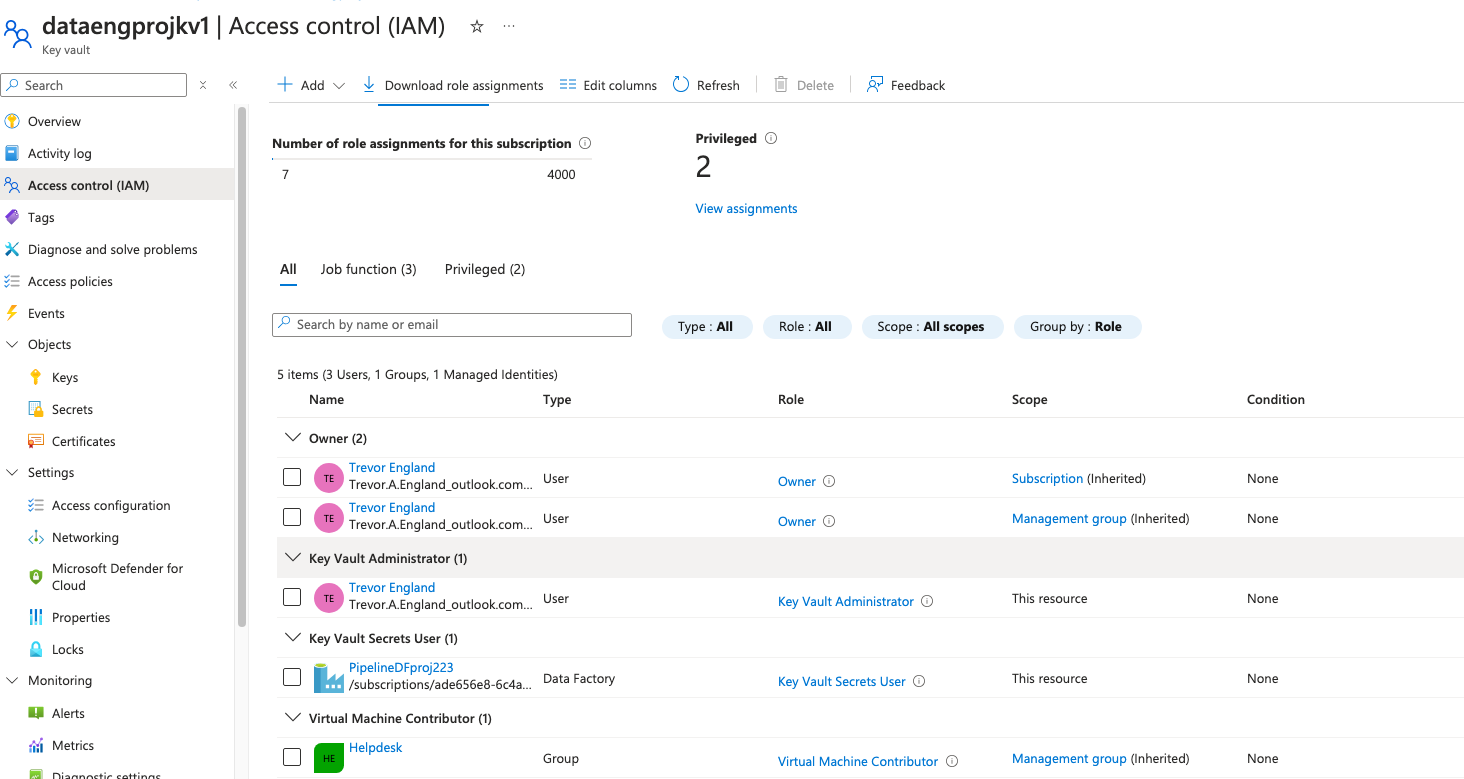 dataengprojkv1 | Access control (IAM) ☆ ...
Key vault
Search
Overview
Activity log
Access control (IAM)
Tags
Diagnose and solve problems
Access policies
Events
Objects
Keys
Secrets
Certificates
Settings
Access configuration
Networking
Microsoft Defender for
Cloud
Properties
Locks
Monitoring
Alerts
Metrics
Diagnostic settings
Add
Download role assignments
Edit columns
Refresh
Delete
Feedback
Number of role assignments for this subscription
7 4000
Privileged
2
View assignments
All Job function (3) Privileged (2)
Search by name or email
Type : All Role : All Scope : All scopes Group by : Role
5 items (3 Users, 1 Groups, 1 Managed Identities)
Name Type Role Scope Condition
Owner (2)
TE Trevor England
Trevor.A.England_outlook.com... User Owner Subscription (Inherited) None
TE Trevor England
Trevor.A.England_outlook.com... User Owner Management group (Inherited) None
Key Vault Administrator (1)
TE Trevor England
Trevor.A.England_outlook.com... User Key Vault Administrator This resource None
Key Vault Secrets User (1)
PipelineDFproj223
/subscriptions/ade656e8-6c4a... Data Factory Key Vault Secrets User This resource None
Virtual Machine Contributor (1)
HE Helpdesk
Group Virtual Machine Contributor Management group (Inherited) None